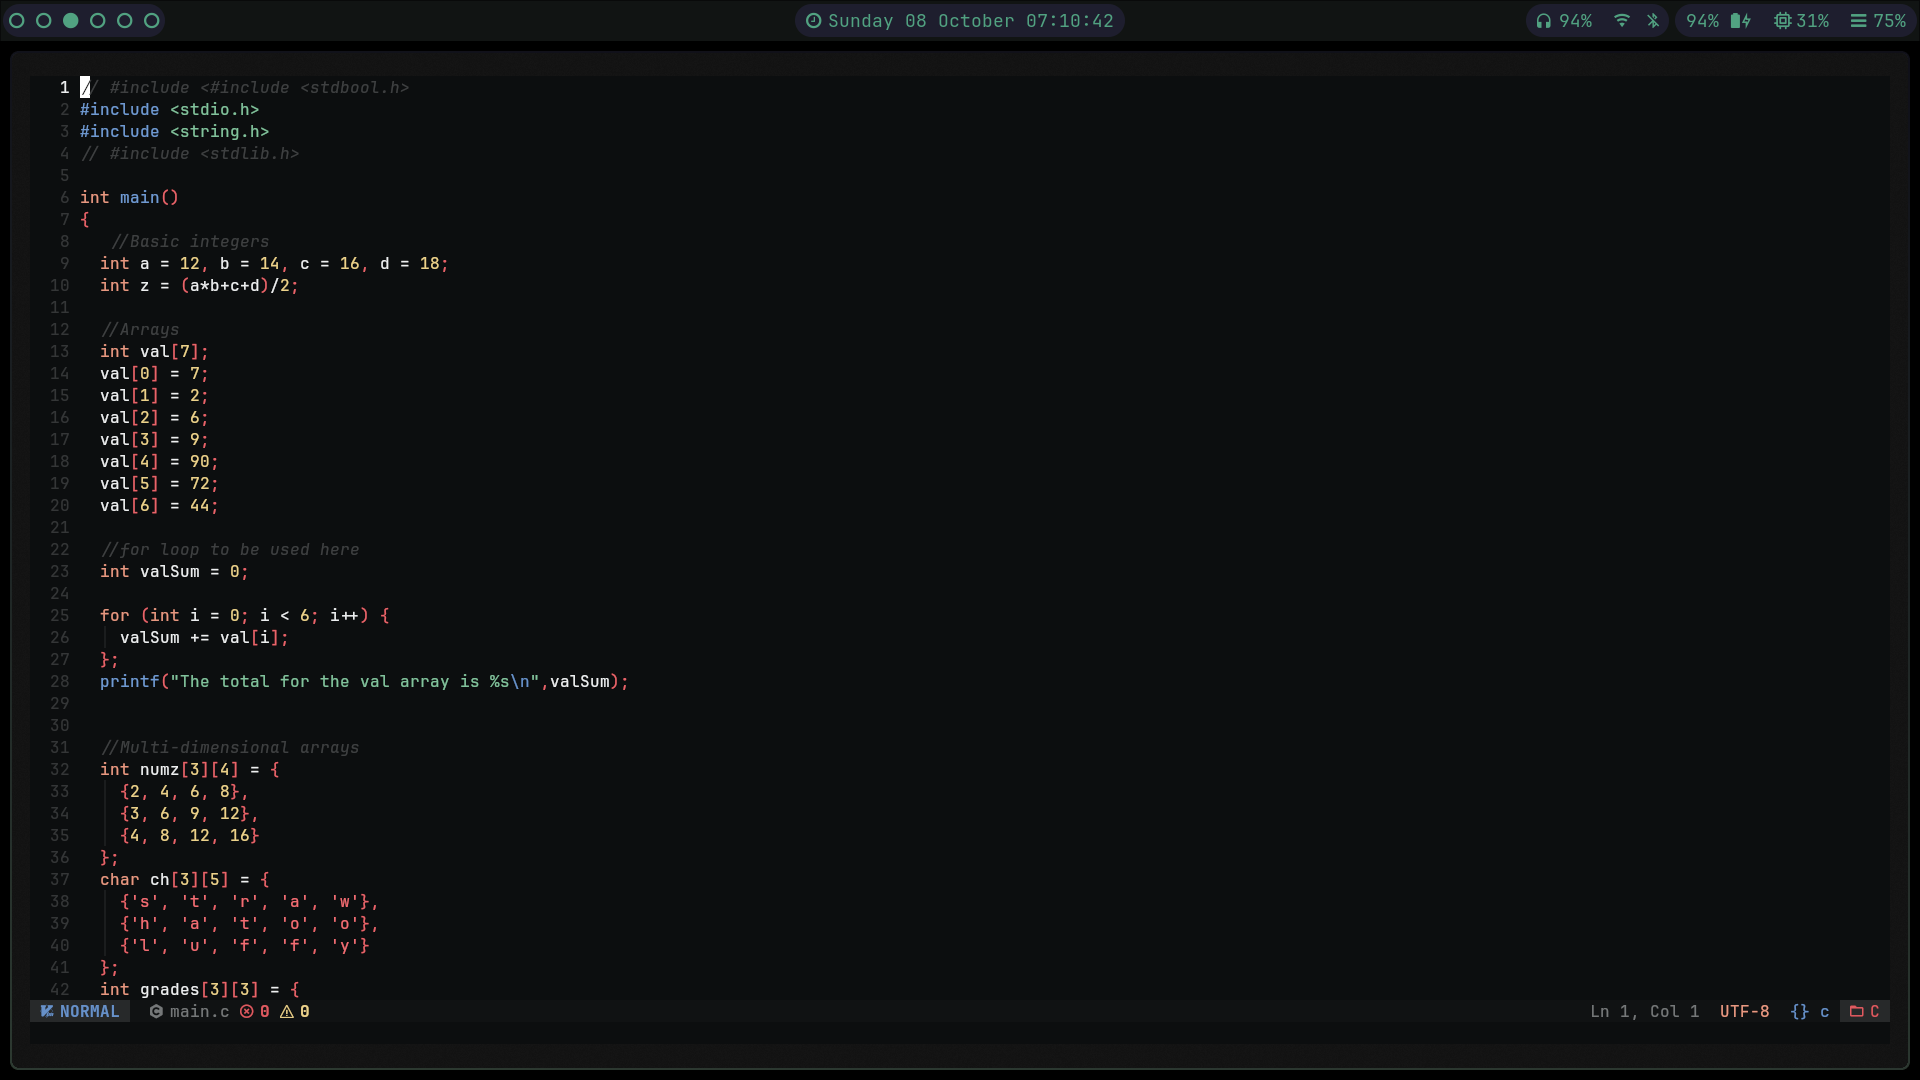 Sunday 08 October 07:10:42 94% 94% 31% 75%
1 // #include <#include <stdbool.h>
2 #include <stdio.h>
3 #include <string.h>
4 // #include <stdlib.h>
5
6 int main()
7 {
8    //Basic integers
9   int a = 12, b = 14, c = 16, d = 18;
10   int z = (a*b+c+d)/2;
11
12   //Arrays
13   int val[7];
14   val[0] = 7;
15   val[1] = 2;
16   val[2] = 6;
17   val[3] = 9;
18   val[4] = 90;
19   val[5] = 72;
20   val[6] = 44;
21
22   //for loop to be used here
23   int valSum = 0;
24
25   for (int i = 0; i < 6; i++) {
26     valSum += val[i];
27   };
28   printf("The total for the val array is %s\n",valSum);
29
30
31   //Multi-dimensional arrays
32   int numz[3][4] = {
33     {2, 4, 6, 8},
34     {3, 6, 9, 12},
35     {4, 8, 12, 16}
36   };
37   char ch[3][5] = {
38     {'s', 't', 'r', 'a', 'w'},
39     {'h', 'a', 't', 'o', 'o'},
40     {'l', 'u', 'f', 'f', 'y'}
41   };
42   int grades[3][3] = {
NORMAL main.c 0 0 Ln 1, Col 1 UTF-8 {} c C